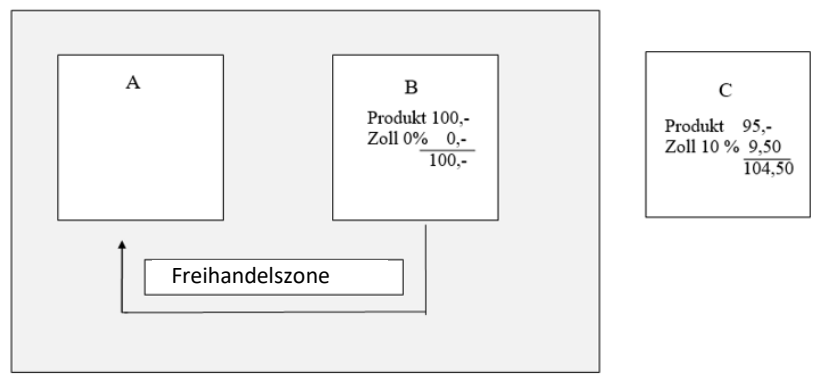 A
B
Produkt 100,-
Zoll 0% 0,-
100,-
C
Produkt 95,-
Zoll 10 % 9,50
104,50
Freihandelszone